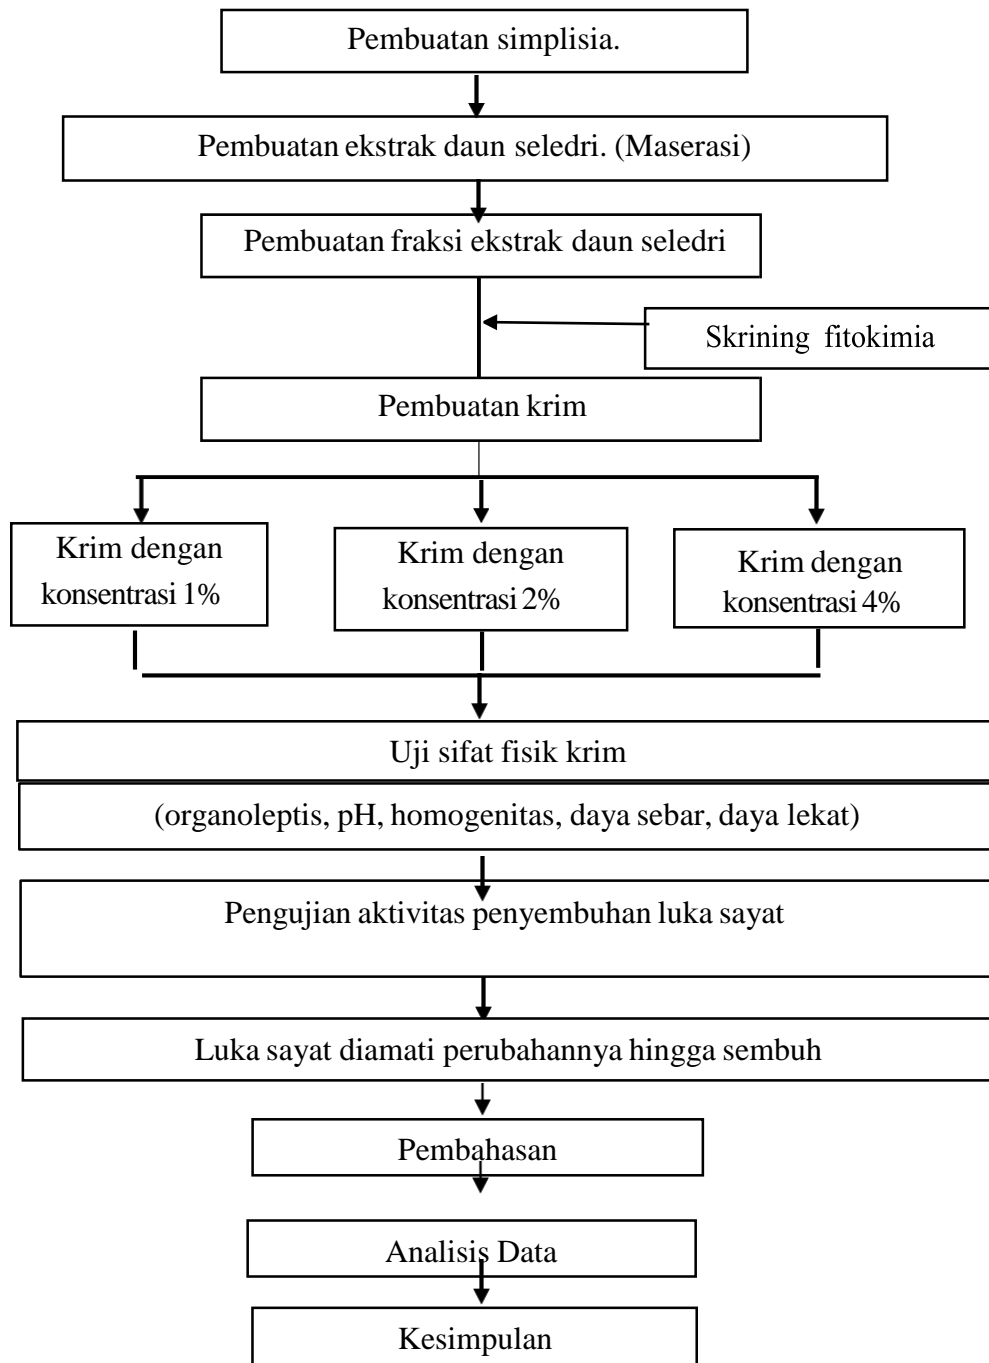 Pembuatan simplisia.
Pembuatan ekstrak daun seledri. (Maserasi)
Pembuatan fraksi ekstrak daun seledri
Skrining fitokimia
Pembuatan krim
Krim dengan
konsentrasi 1%
Krim dengan
konsentrasi 2%
Krim dengan
konsentrasi 4%
Uji sifat fisik krim
(organoleptis, pH, homogenitas, daya sebar, daya lekat)
Pengujian aktivitas penyembuhan luka sayat
Luka sayat diamati perubahannya hingga sembuh
Pembahasan
Analisis Data
Kesimpulan